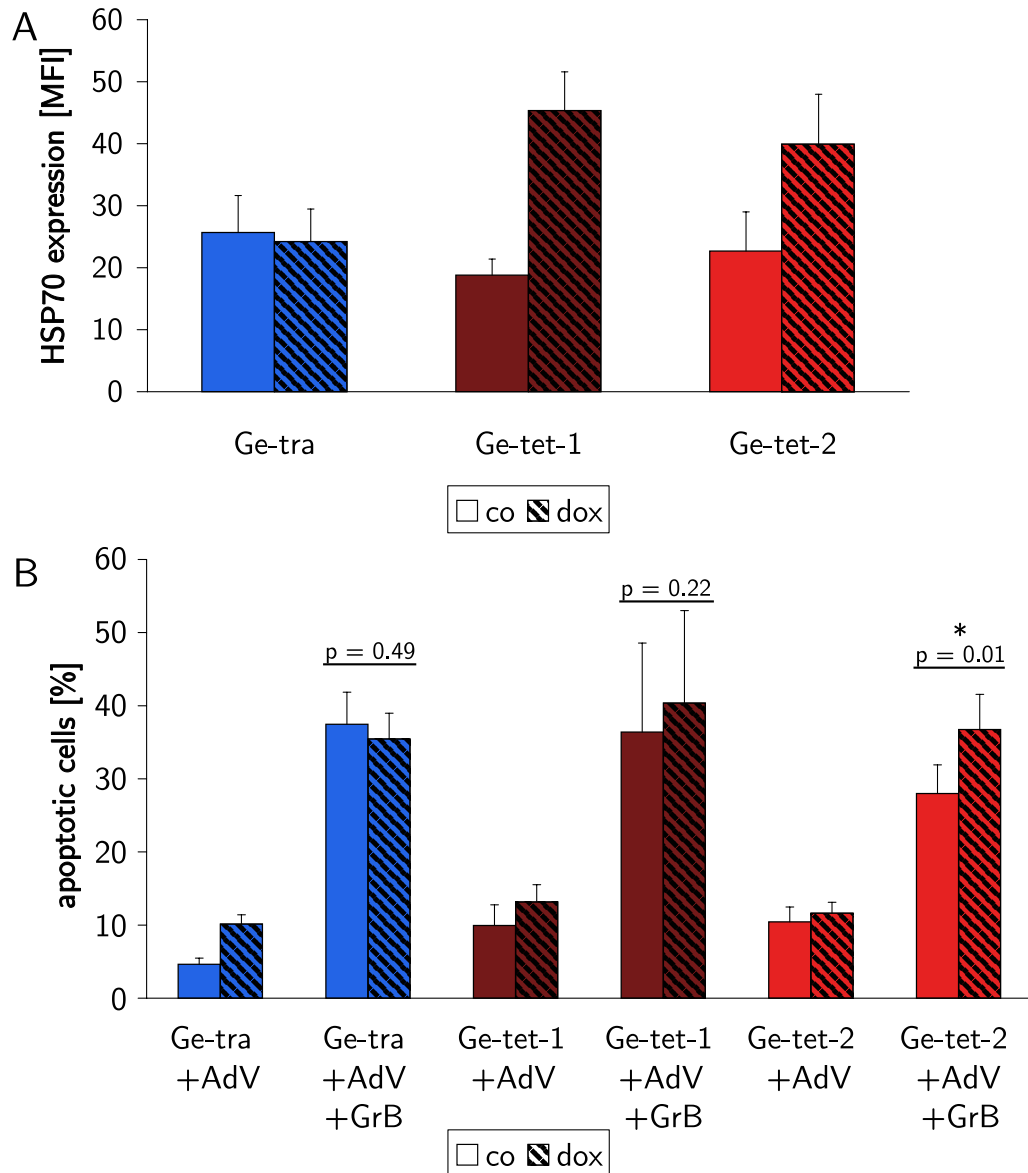 A
HSP70 expression [MFI]
60
50
40
30
20
10
0
Ge-tra Ge-tet-1 Ge-tet-2
co dox
B
apoptotic cells [%]
60
50
40
30
20
10
0
p = 0.49
p = 0.22
*
p = 0.01
Ge-tra Ge-tra Ge-tet-1 Ge-tet-1 Ge-tet-2 Ge-tet-2
+AdV +AdV +AdV +AdV +AdV +AdV
+GrB +GrB +GrB
co dox